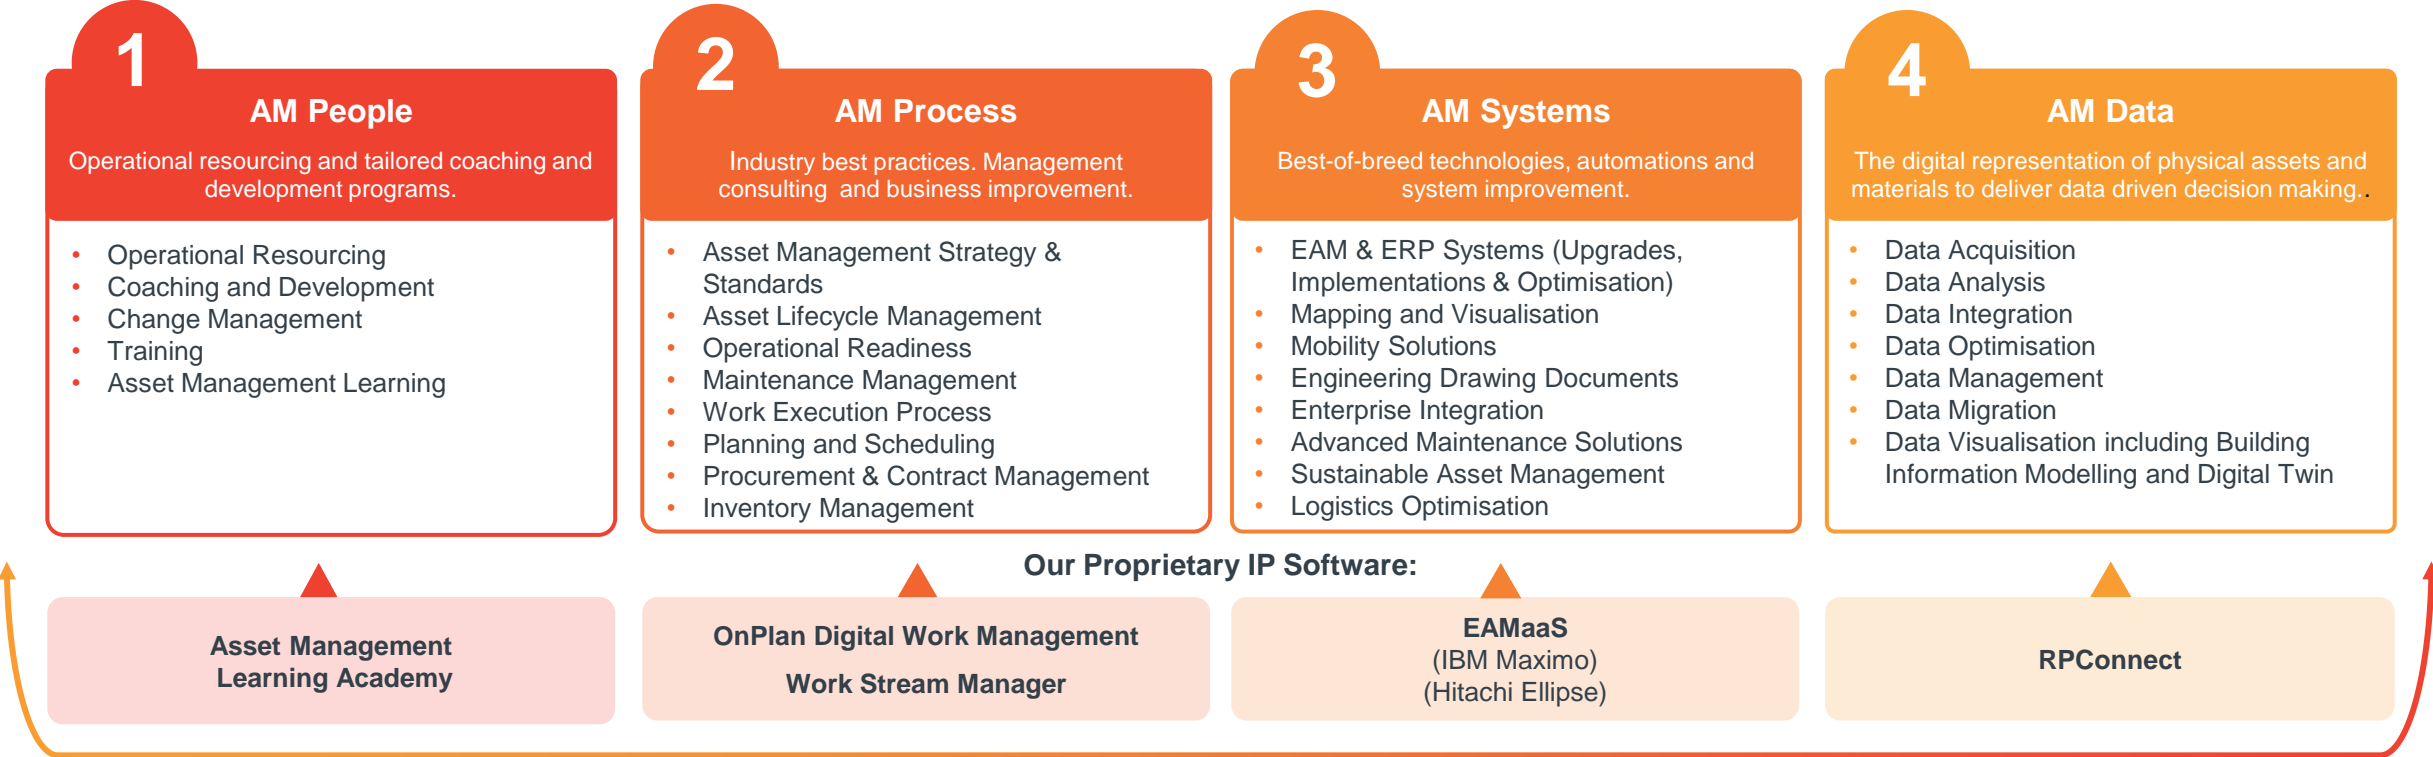 1
AM People
Operational resourcing and tailored coaching and
development programs.
• Operational Resourcing
• Coaching and Development
• Change Management
• Training
• Asset Management Learning
2
AM Process
Industry best practices. Management
consulting and business improvement.
• Asset Management Strategy &
Standards
• Asset Lifecycle Management
• Operational Readiness
• Maintenance Management
• Work Execution Process
• Planning and Scheduling
• Procurement & Contract Management
• Inventory Management
3
AM Systems
Best-of-breed technologies, automations and
system improvement.
• EAM & ERP Systems (Upgrades,
Implementations & Optimisation)
• Mapping and Visualisation
• Mobility Solutions
• Engineering Drawing Documents
• Enterprise Integration
• Advanced Maintenance Solutions
• Sustainable Asset Management
• Logistics Optimisation
4
AM Data
The digital representation of physical assets and
materials to deliver data driven decision making..
• Data Acquisition
• Data Analysis
• Data Integration
• Data Optimisation
• Data Management
• Data Migration
• Data Visualisation including Building
Information Modelling and Digital Twin
Our Proprietary IP Software:
Asset Management
Learning Academy
OnPlan Digital Work Management
Work Stream Manager
EAMaaS
(IBM Maximo)
(Hitachi Ellipse)
RPConnect